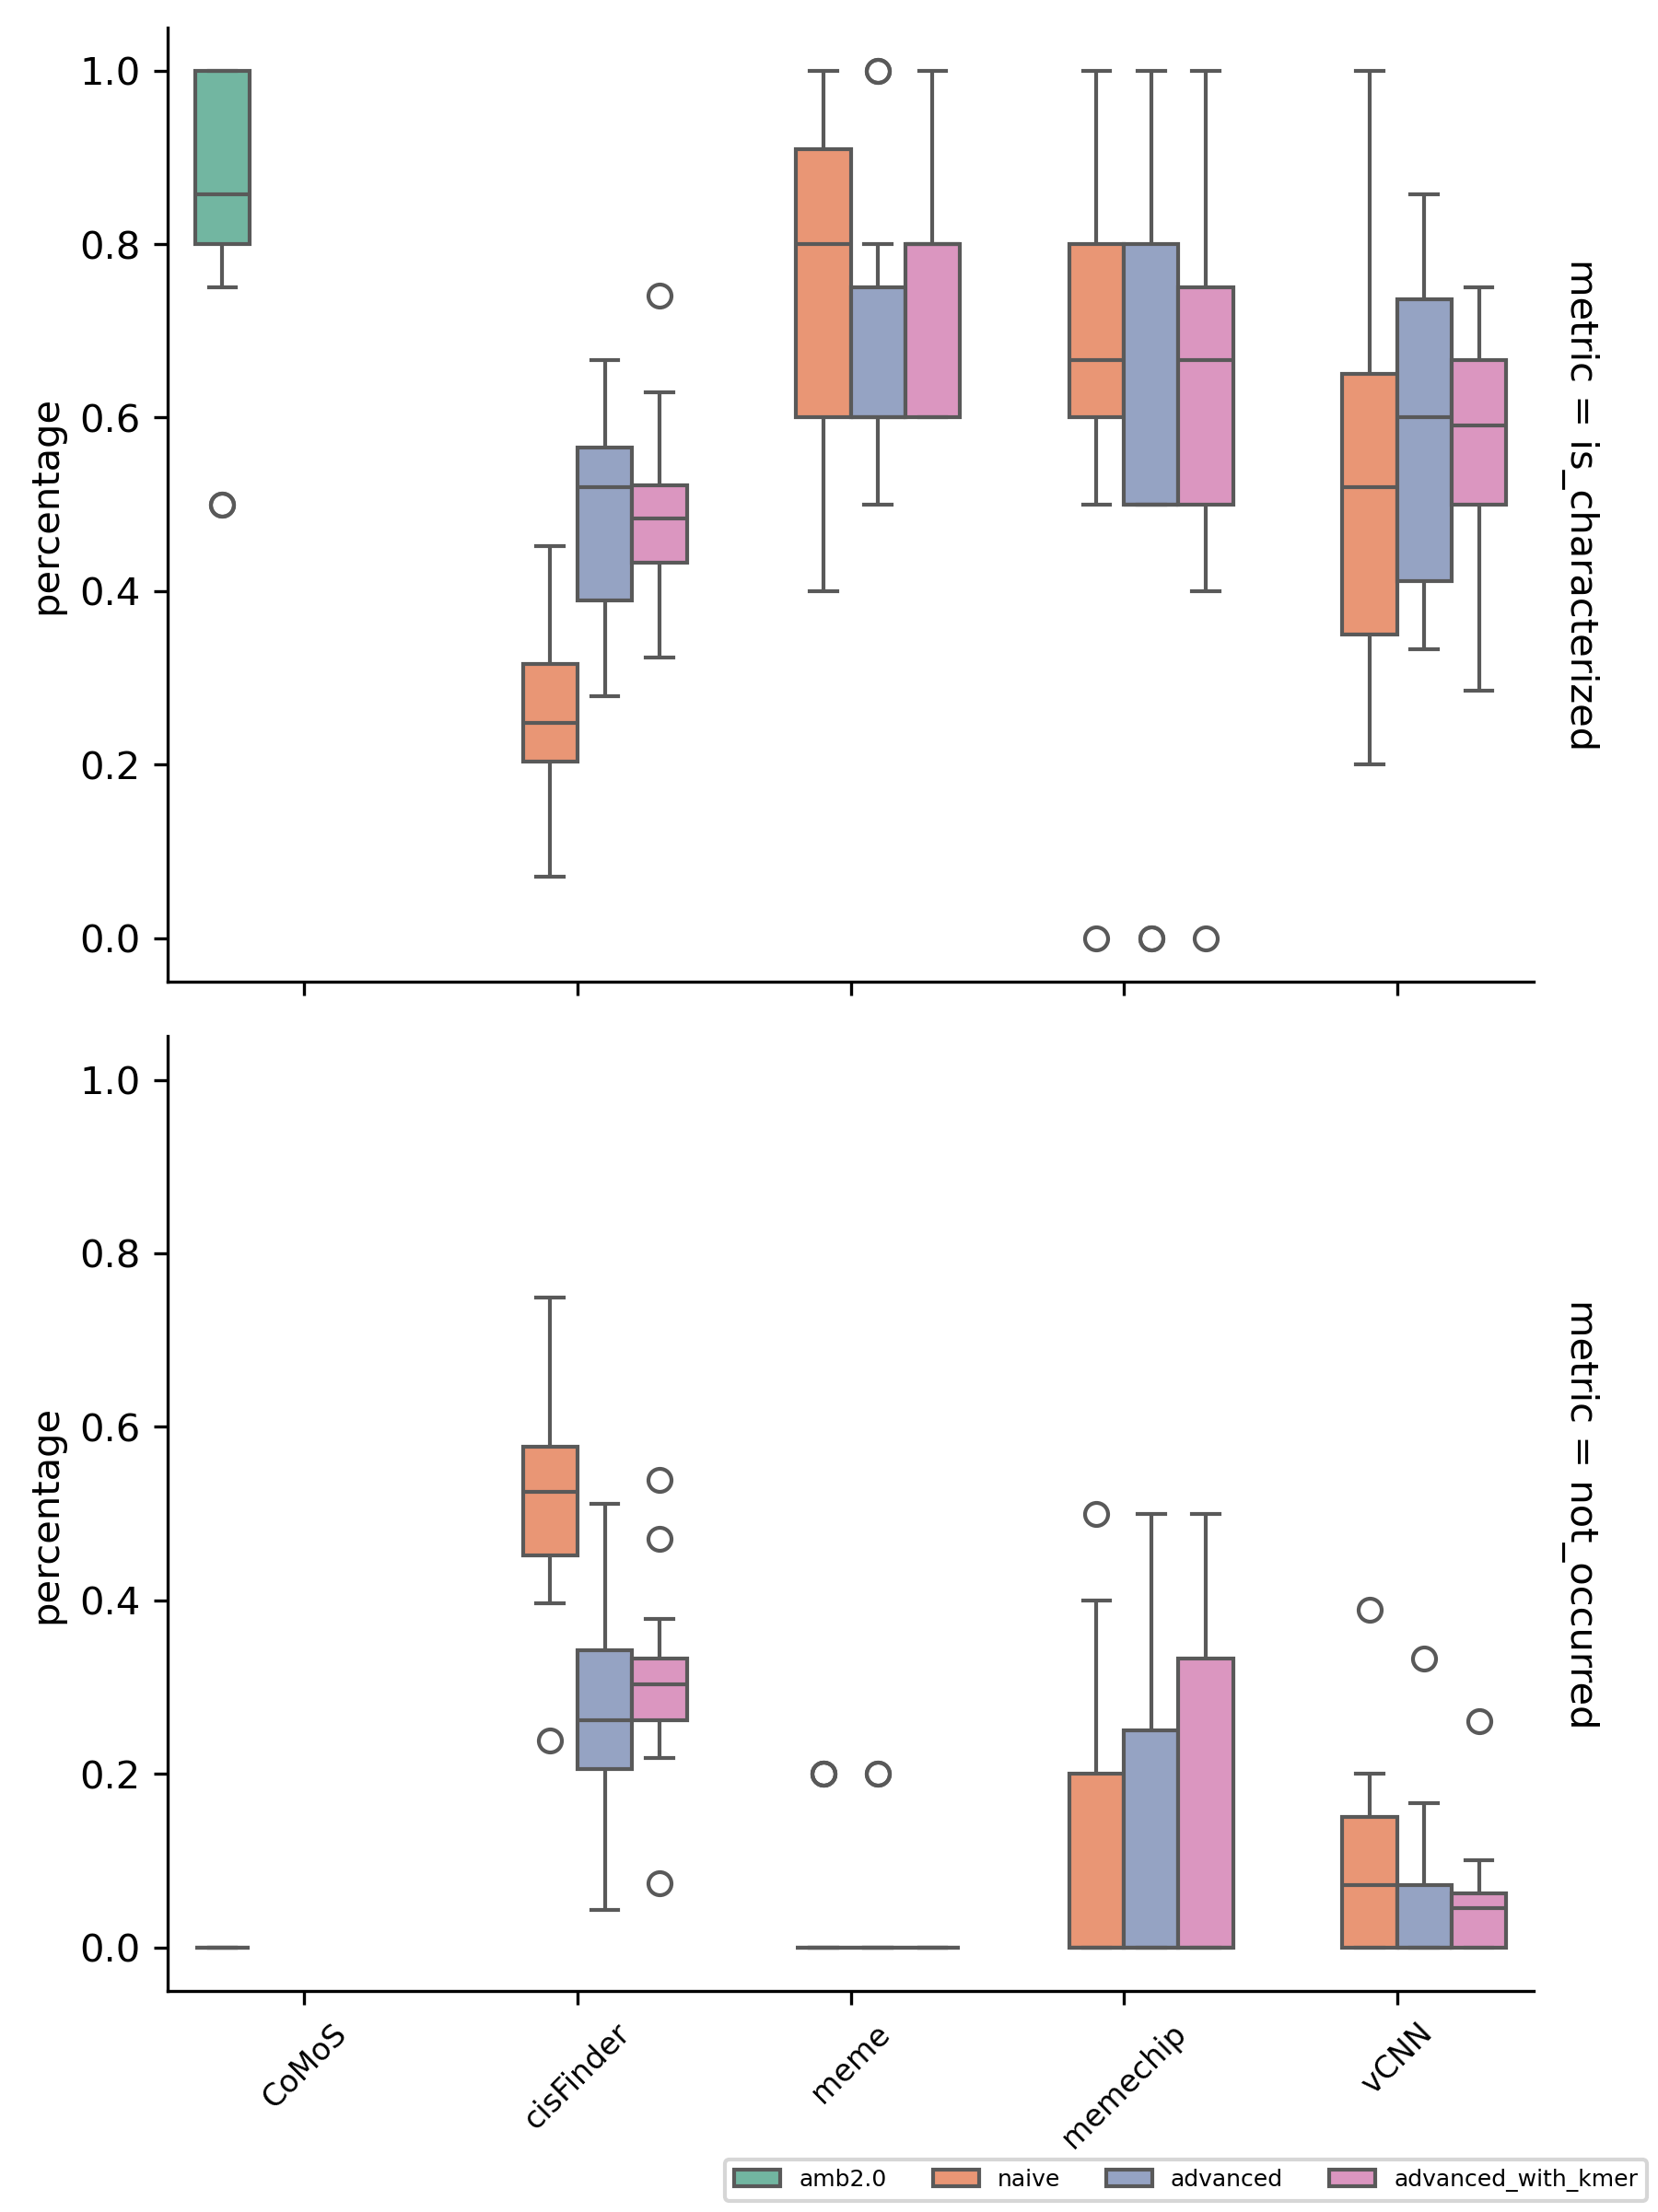 1.0
0.8
0.6
0.4
0.2
0.0
percentage
metric = is_characterized
1.0
0.8
0.6
0.4
0.2
0.0
percentage
metric = not_occurred
CoMoS
cisFinder
meme
memechip
vCNN
amb2.0 naive advanced advanced_with_kmer